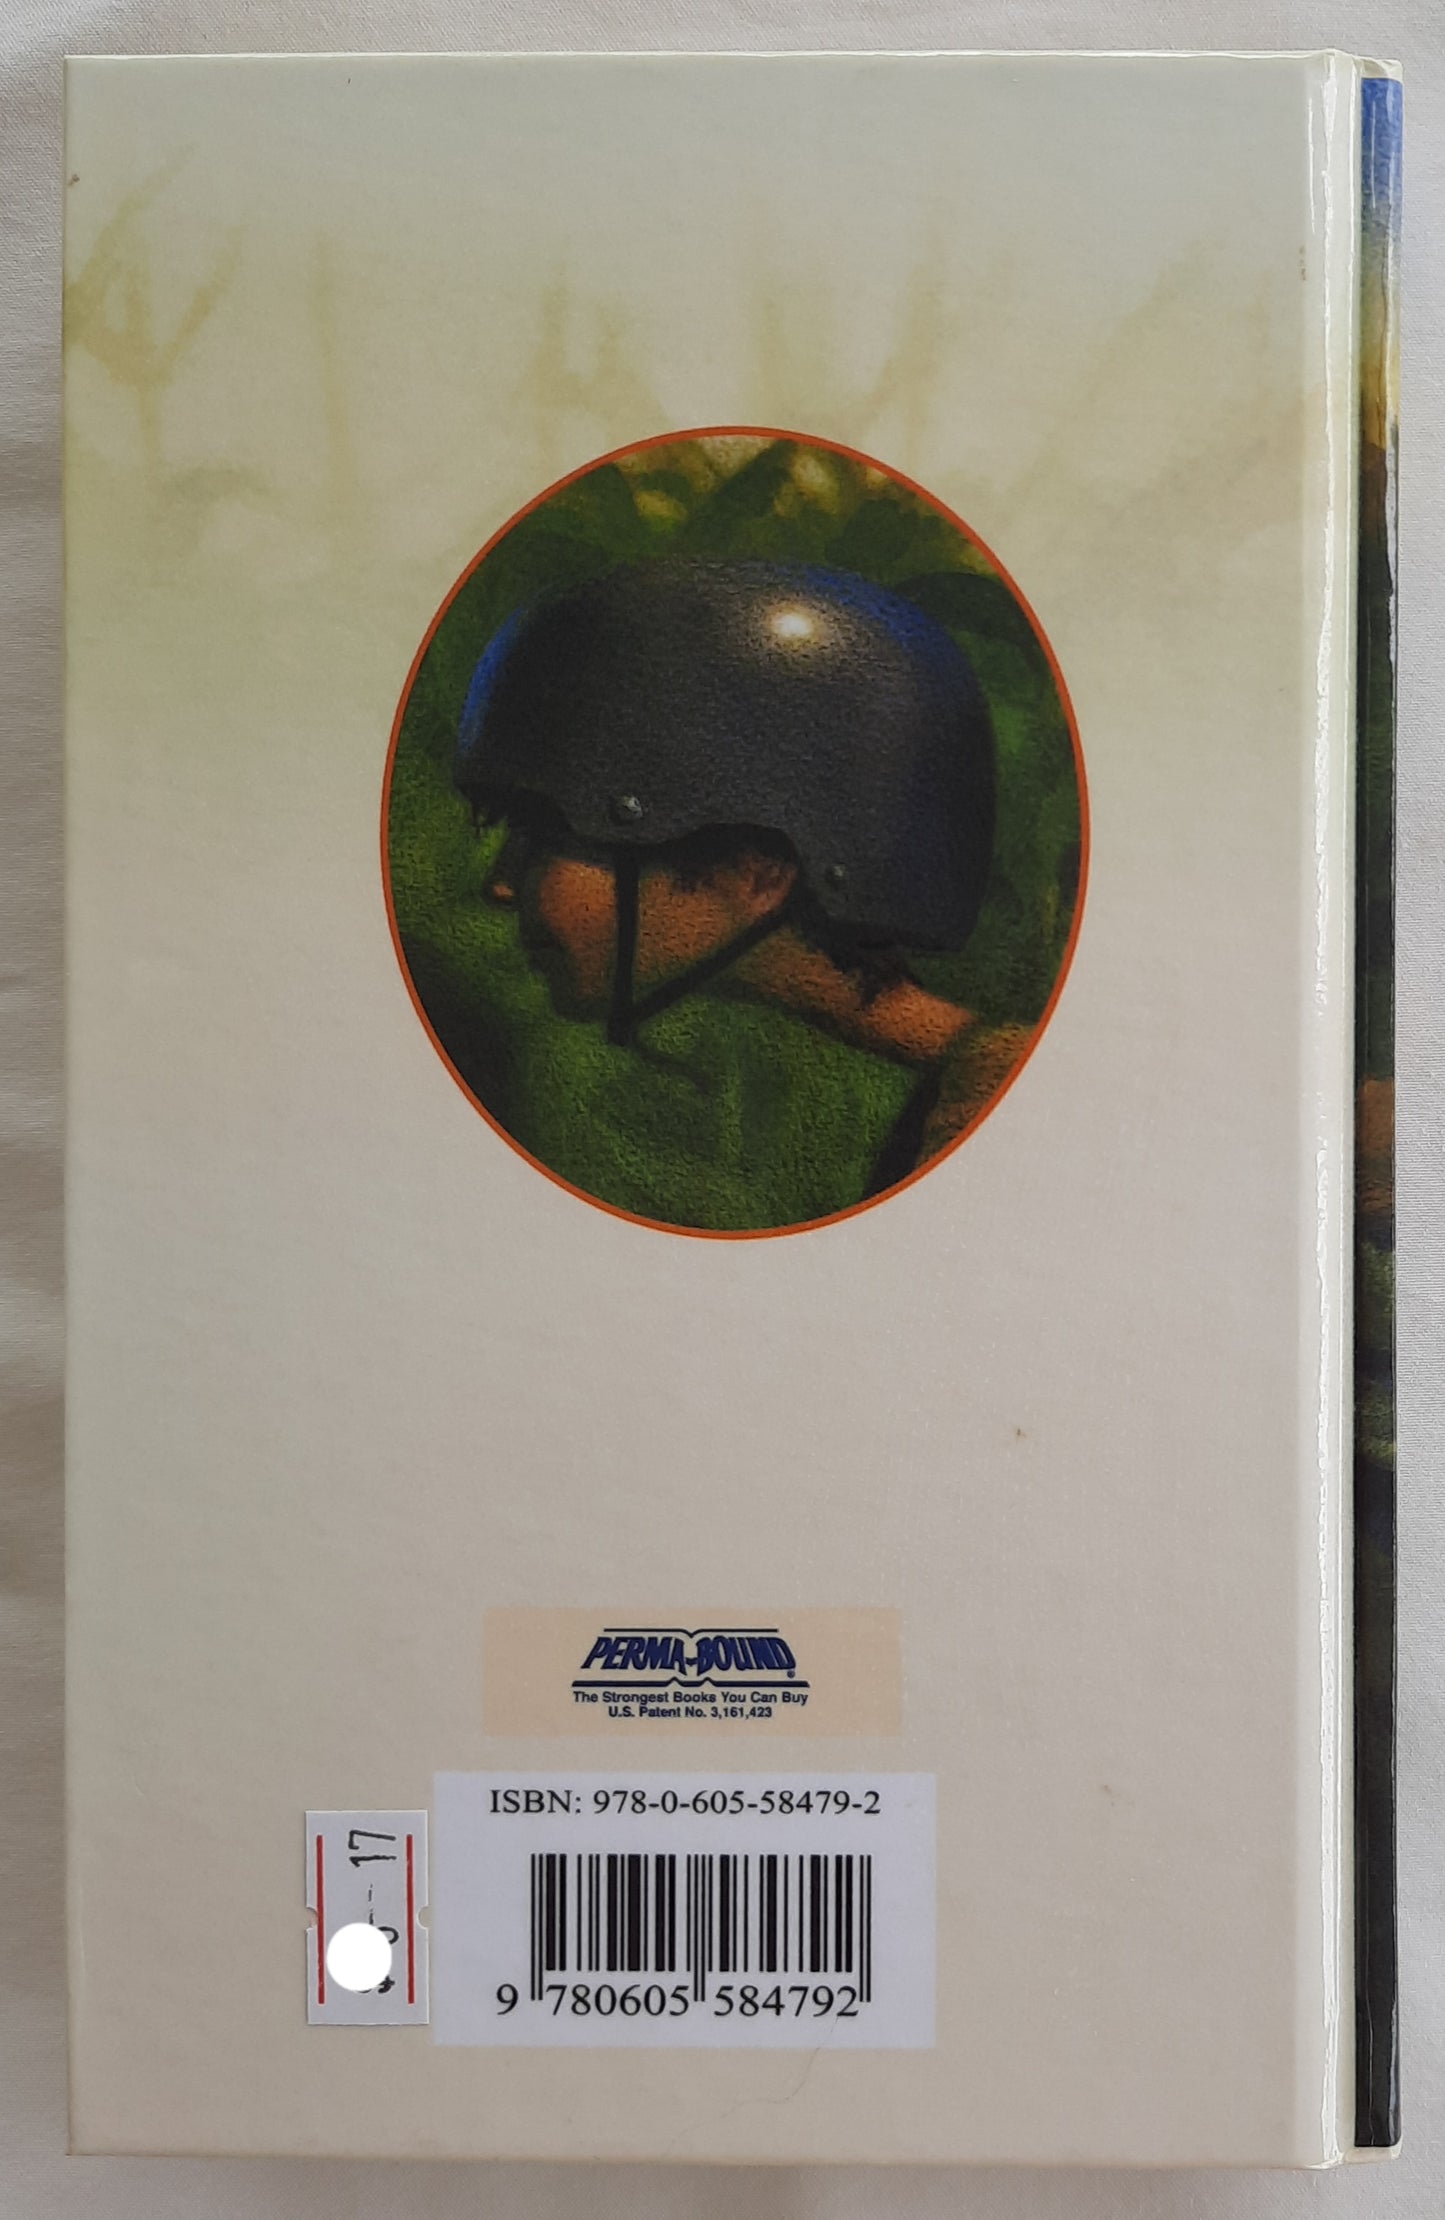 PERMA-BOUND®
The Strongest Books You Can Buy
U.S. Patent No. 3,161,423
ISBN: 978-0-605-58479-2
9 780605 584792
17